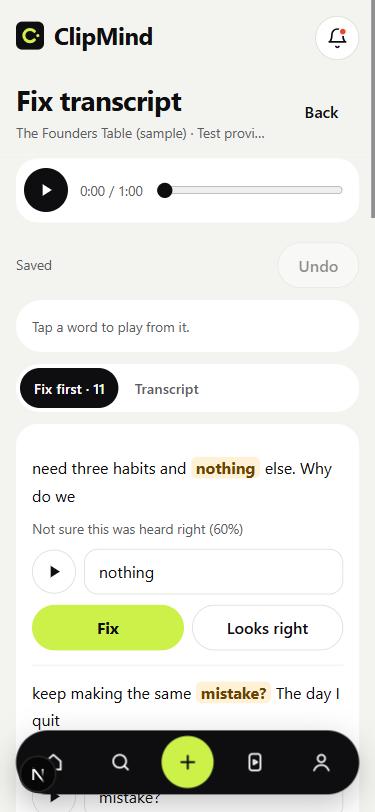 ClipMind
Fix transcript
Back
The Founders Table (sample) · Test provi...
0:00 / 1:00
Saved
Undo
Tap a word to play from it.
Fix first · 11
Transcript
need three habits and nothing else. Why
do we
Not sure this was heard right (60%)
nothing
Fix
Looks right
keep making the same mistake? The day I
quit
N
mistake?